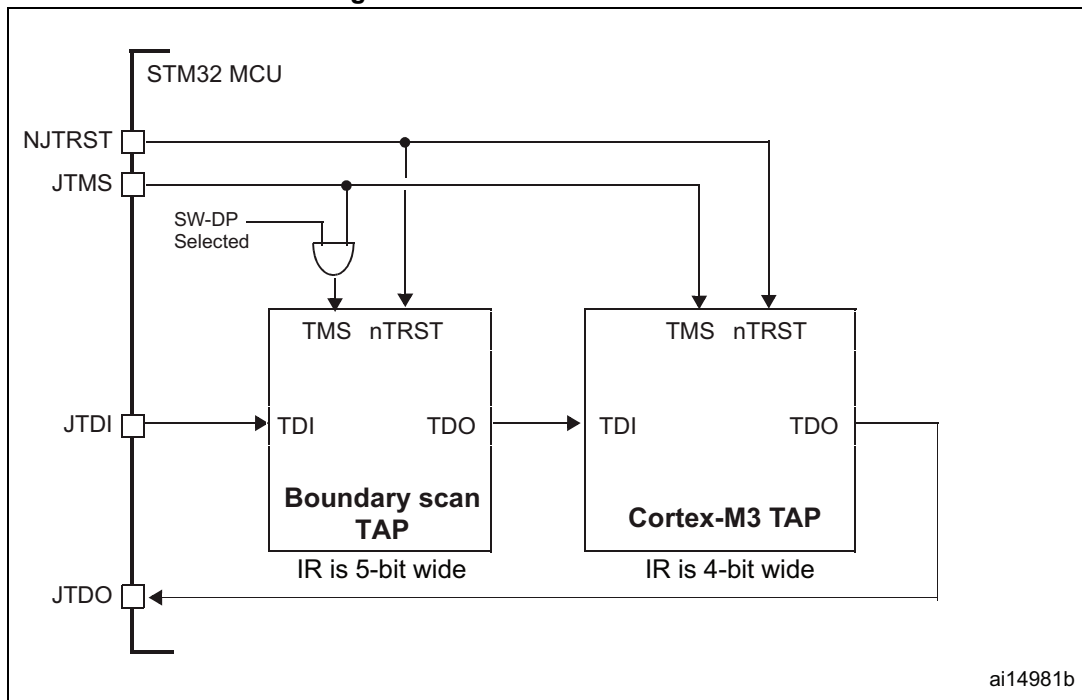 g
STM32 MCU
NJTRST
JTMS
SW-DP
Selected
TMS nTRST
TMS nTRST
JTDI
TDI
TDO
TDI
TDO
Boundary scan
TAP
Cortex-M3 TAP
IR is 5-bit wide
IR is 4-bit wide
JTDO
ai14981b